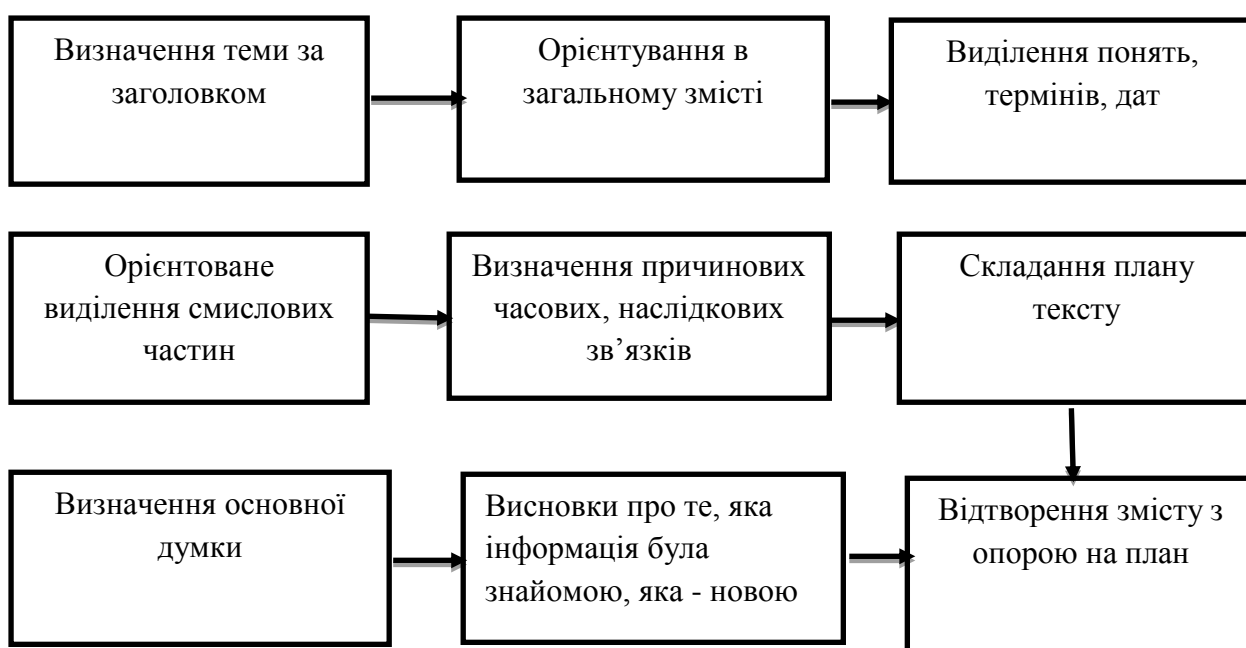 Визначення теми за
заголовком
Орієнтування в
загальному змісті
Виділення понять,
термінів, дат
Орієнтоване
виділення смислових
частин
Визначення причинових
часових, наслідкових
зв’язків
Складання плану
тексту
Визначення основної
думки
Висновки про те, яка
інформація була
знайомою, яка - новою
Відтворення змісту з
опорою на план